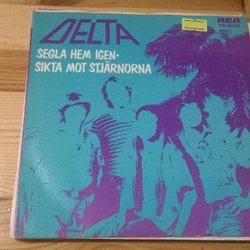 DELTA
RCA
SEGLA HEM IGEN·
SIKTA MOT STJÄRNORNA